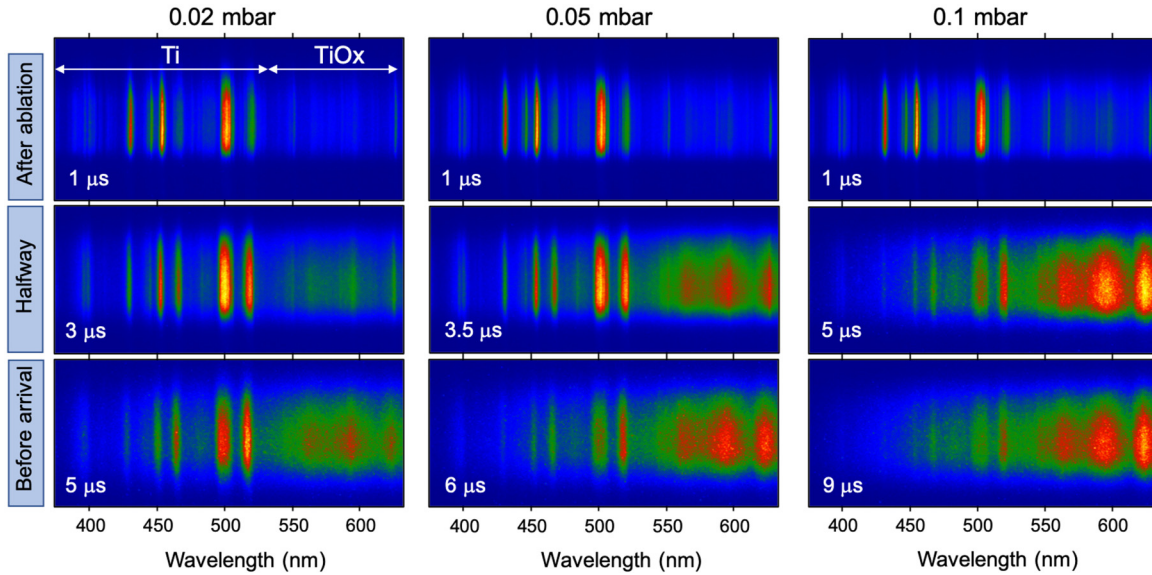 0.02 mbar 0.05 mbar 0.1 mbar
After ablation
Ti TiOx
1 μs 1 μs 1 μs
Halfway
3 μs 3.5 μs 5 μs
Before arrival
5 μs 6 μs 9 μs
400 450 500 550 600 400 450 500 550 600 400 450 500 550 600
Wavelength (nm) Wavelength (nm) Wavelength (nm)